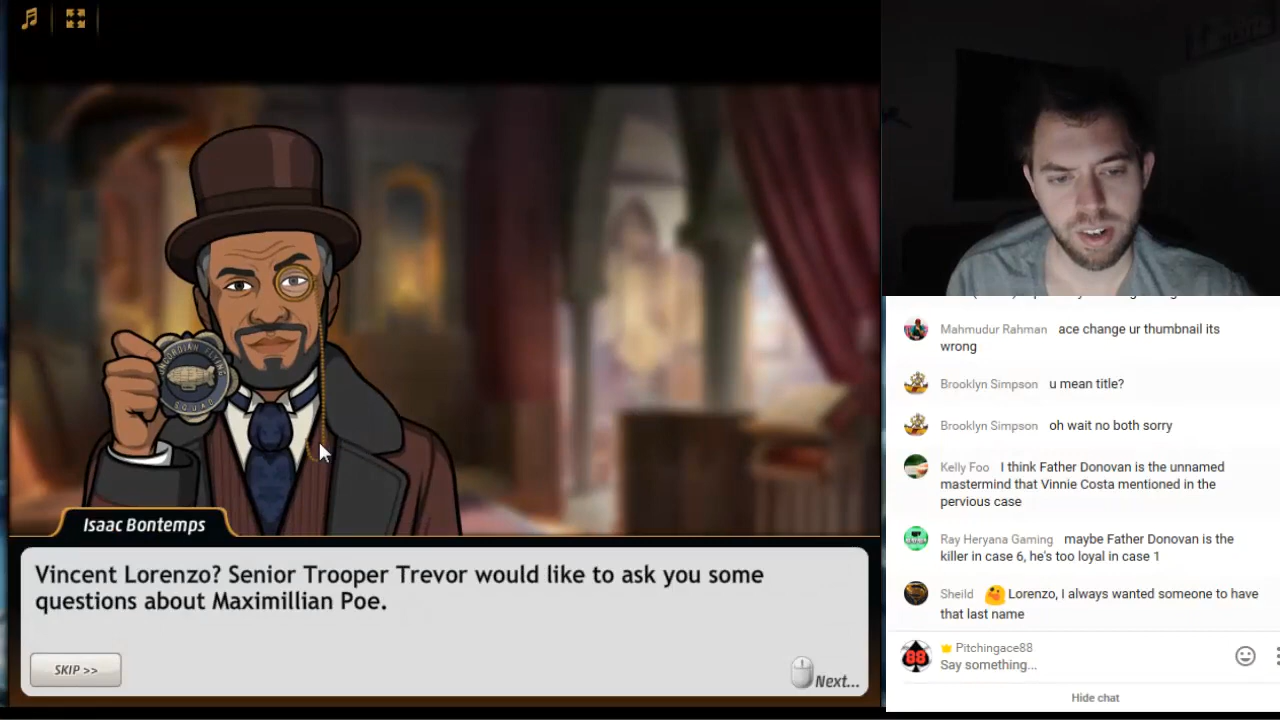 CONCORDIAN FLYING
SQUAD
Isaac Bontemps
Vincent Lorenzo? Senior Trooper Trevor would like to ask you some
questions about Maximillian Poe.
SKIP >>
Next...
Mahmudur Rahman ace change ur thumbnail its
wrong
Brooklyn Simpson u mean title?
Brooklyn Simpson oh wait no both sorry
Kelly Foo I think Father Donovan is the unnamed
mastermind that Vinnie Costa mentioned in the
pervious case
Ray Heryana Gaming maybe Father Donovan is the
killer in case 6, he's too loyal in case 1
Sheild Lorenzo, I always wanted someone to have
that last name
88 Pitchingace88
Say something...
Hide chat